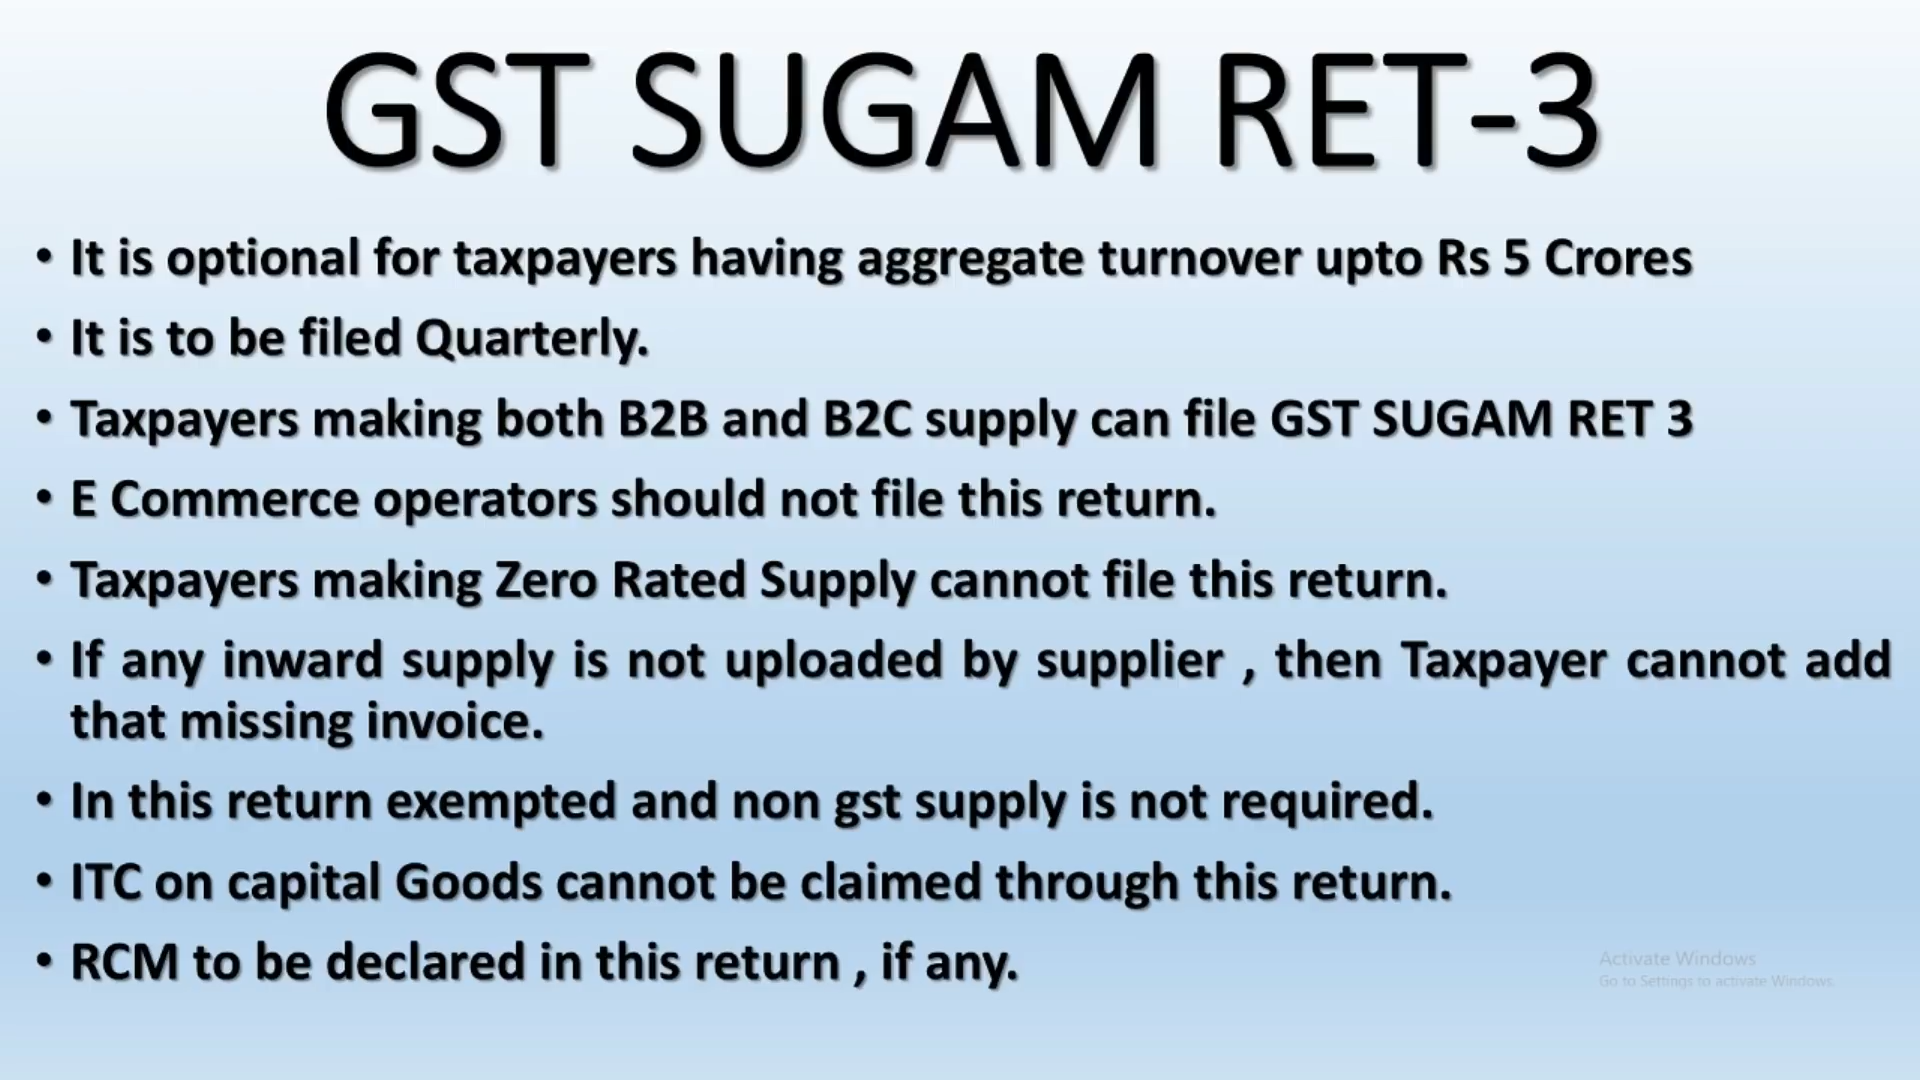 GST SUGAM RET-3
• It is optional for taxpayers having aggregate turnover upto Rs 5 Crores
• It is to be filed Quarterly.
• Taxpayers making both B2B and B2C supply can file GST SUGAM RET 3
• E Commerce operators should not file this return.
• Taxpayers making Zero Rated Supply cannot file this return.
• If any inward supply is not uploaded by supplier , then Taxpayer cannot add
that missing invoice.
• In this return exempted and non gst supply is not required.
• ITC on capital Goods cannot be claimed through this return.
• RCM to be declared in this return , if any.
Activate Windows
Go to Settings to activate Windows.